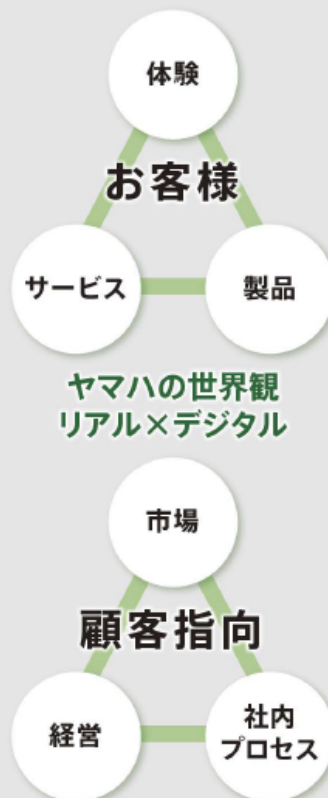 体験
お客様
サービス
製品
ヤマハの世界観
リアル×デジタル
市場
顧客指向
経営
社内
プロセス